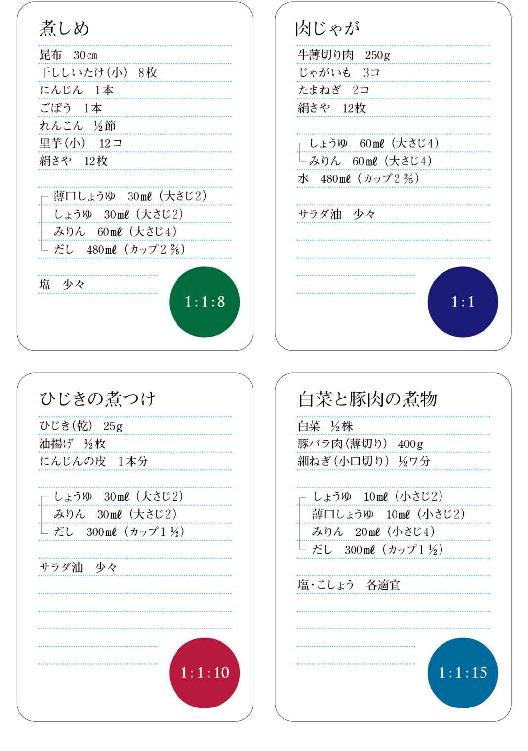 煮しめ
昆布　30cm
干ししいたけ（小）　8枚
にんじん　1本
ごぼう　1本
れんこん　½節
里芋（小）　12コ
絹さや　12枚
薄口しょうゆ　30mℓ（大さじ2）
しょうゆ　30mℓ（大さじ2）
みりん　60mℓ（大さじ4）
だし　480mℓ（カップ2⅖）
塩　少々
1:1:8
肉じゃが
牛薄切り肉　250g
じゃがいも　3コ
たまねぎ　2コ
絹さや　12枚
しょうゆ　60mℓ（大さじ4）
みりん　60mℓ（大さじ4）
水　480mℓ（カップ2⅖）
サラダ油　少々
1:1
ひじきの煮つけ
ひじき（乾）　25g
油揚げ　½枚
にんじんの皮　1本分
しょうゆ　30mℓ（大さじ2）
みりん　30mℓ（大さじ2）
だし　300mℓ（カップ1½）
サラダ油　少々
1:1:10
白菜と豚肉の煮物
白菜　¼株
豚バラ肉（薄切り）　400g
細ねぎ（小口切り）　⅓ワ分
しょうゆ　10mℓ（小さじ2）
薄口しょうゆ　10mℓ（小さじ2）
みりん　20mℓ（小さじ4）
だし　300mℓ（カップ1½）
塩・こしょう　各適宜
1:1:15